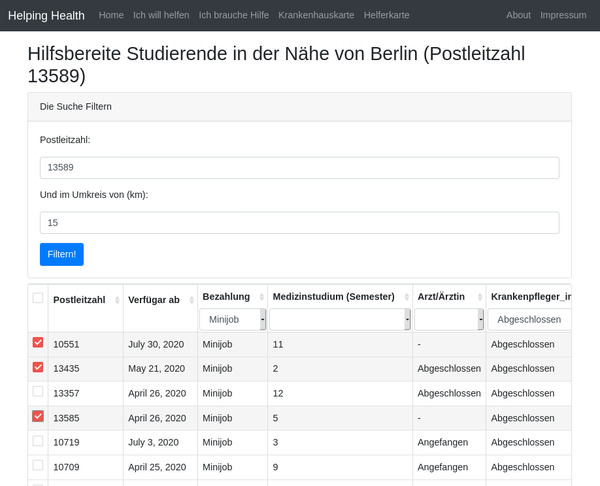 Helping Health Home Ich will helfen Ich brauche Hilfe Krankenhauskarte Helferkarte About Impressum
Hilfsbereite Studierende in der Nähe von Berlin (Postleitzahl
13589)
Die Suche Filtern
Postleitzahl:
13589
Und im Umkreis von (km):
15
Filtern!
Postleitzahl Verfügar ab Bezahlung Medizinstudium (Semester) Arzt/Ärztin Krankenpfleger_in
Minijob Abgeschlossen
10551 July 30, 2020 Minijob 11 - Abgeschlossen
13435 May 21, 2020 Minijob 2 Abgeschlossen Abgeschlossen
13357 April 26, 2020 Minijob 12 Abgeschlossen Abgeschlossen
13585 April 26, 2020 Minijob 5 - Abgeschlossen
10719 July 3, 2020 Minijob 3 Angefangen Abgeschlossen
10709 April 25, 2020 Minijob 9 Angefangen Abgeschlossen